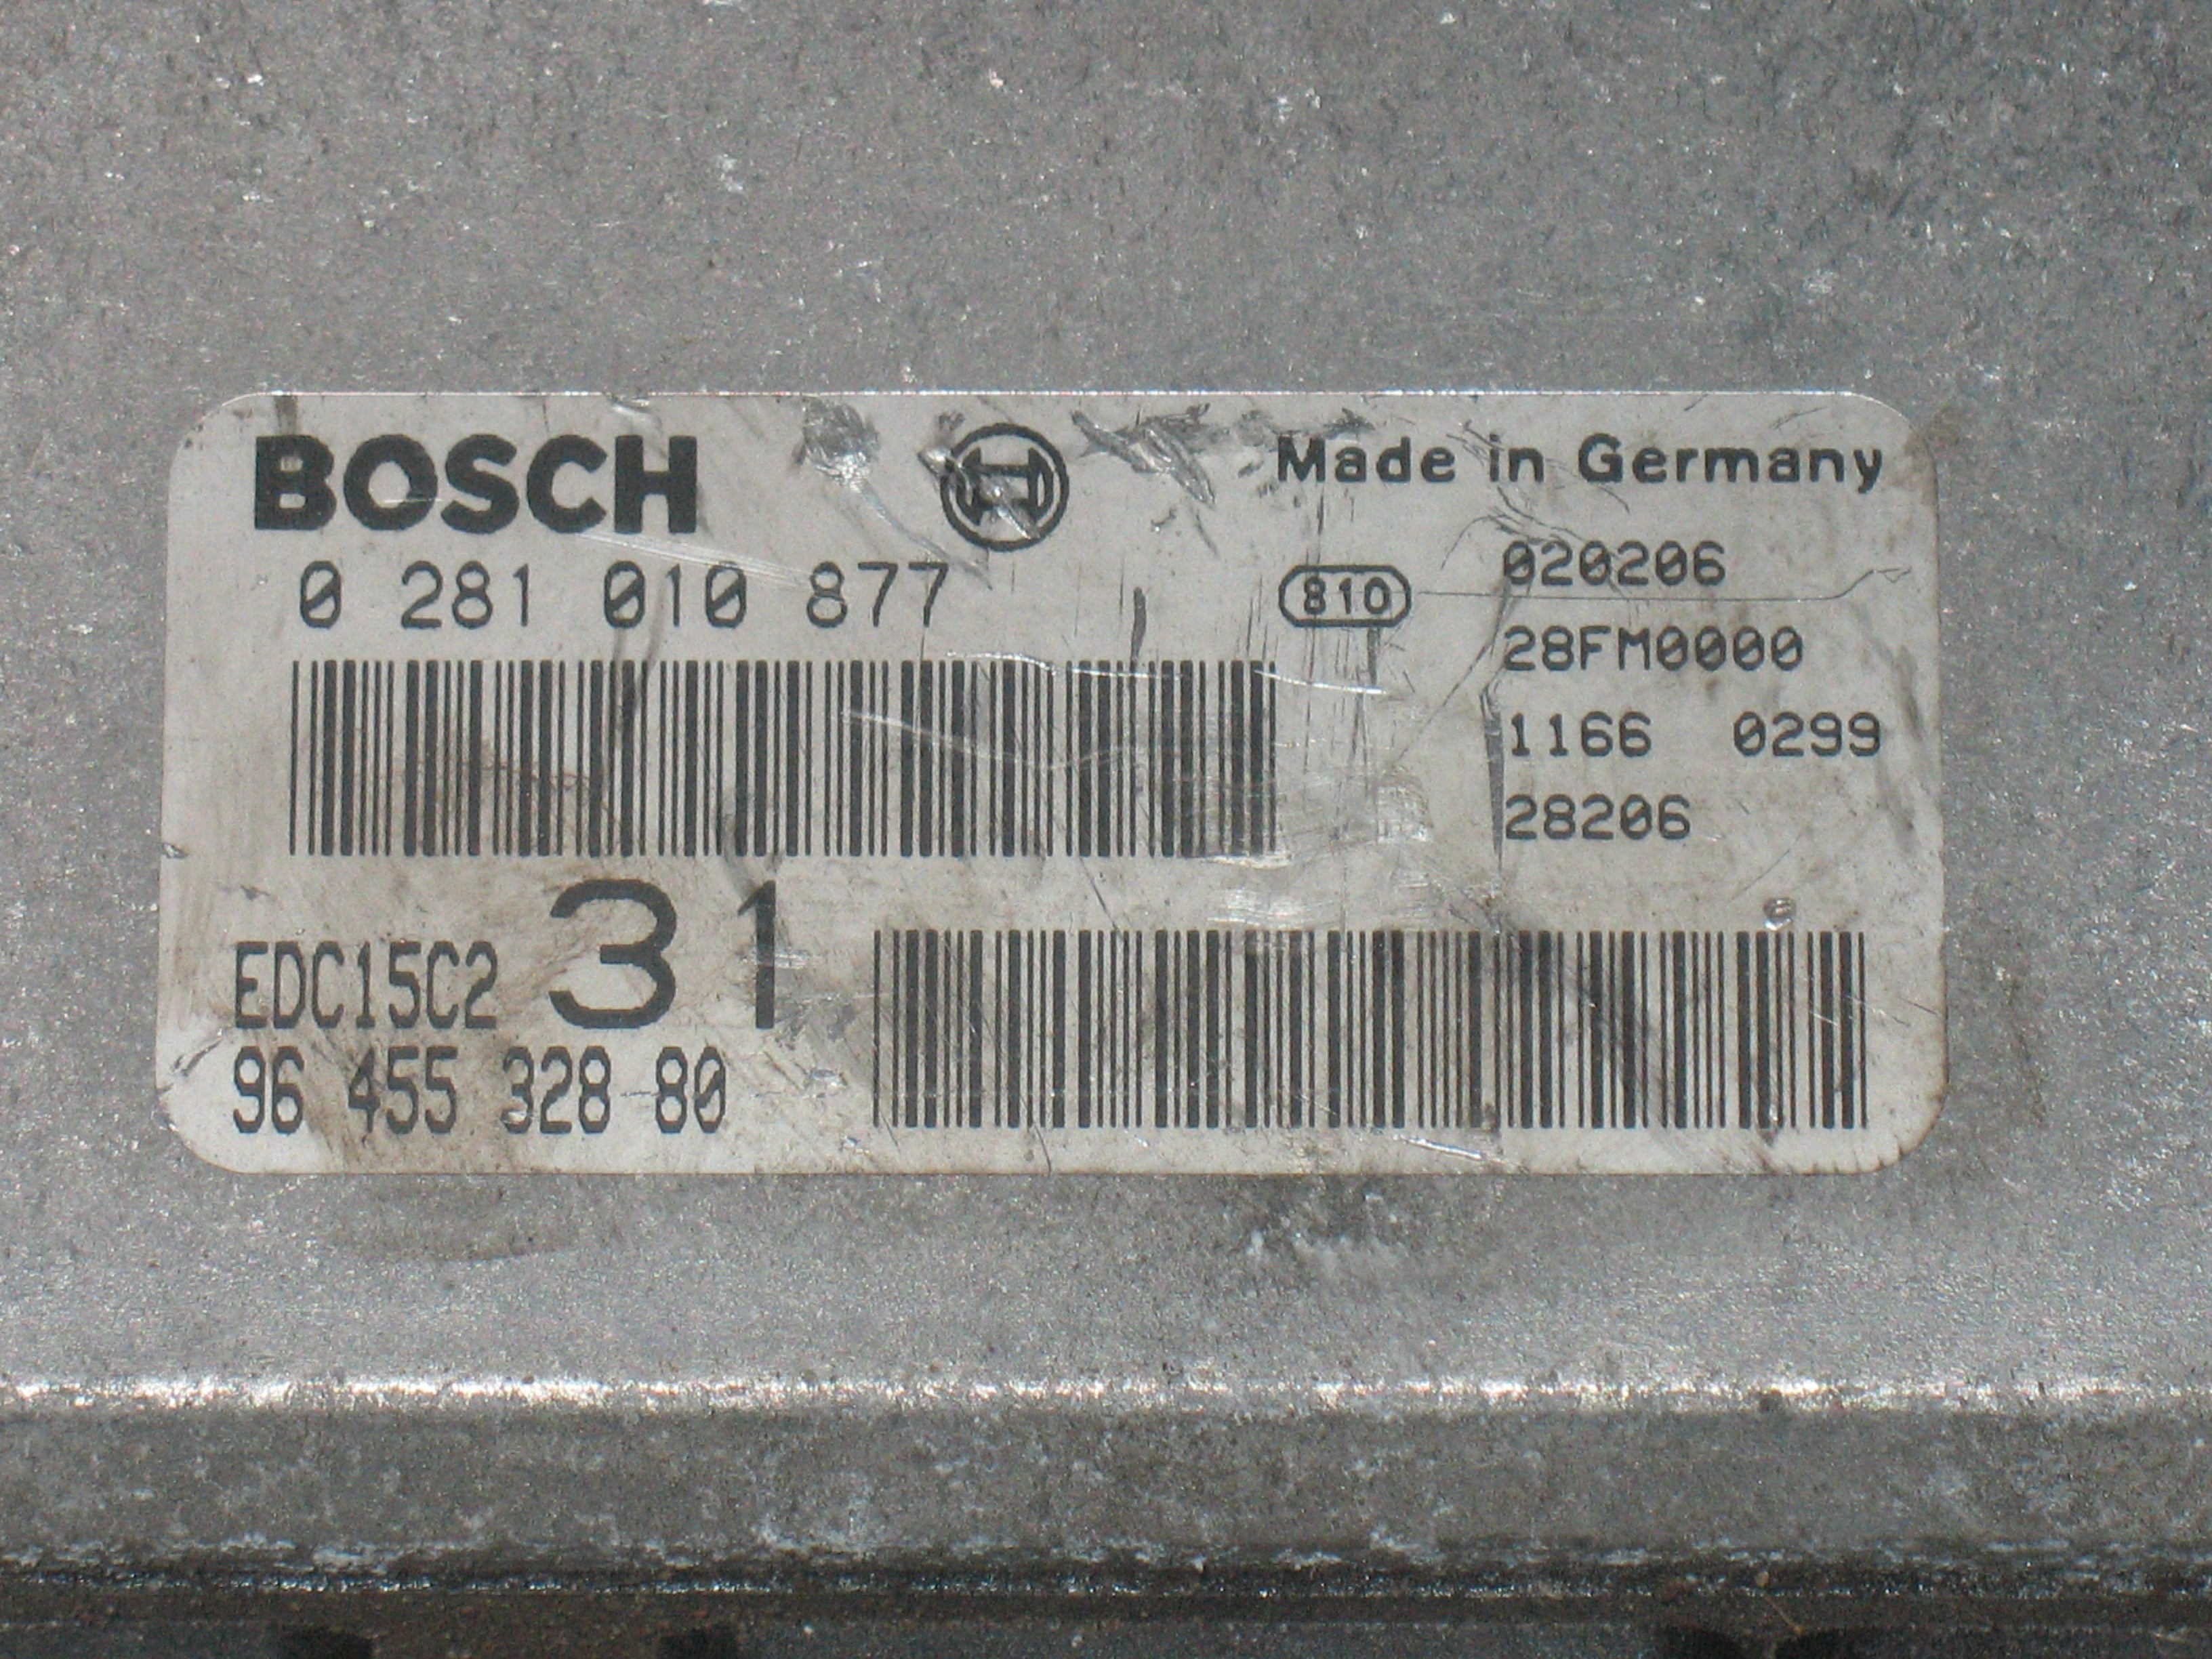 BOSCH
Made in Germany
0 281 010 877
810
020206
28FM0000
1166 0299
28206
EDC15C2 31
96 455 328 80